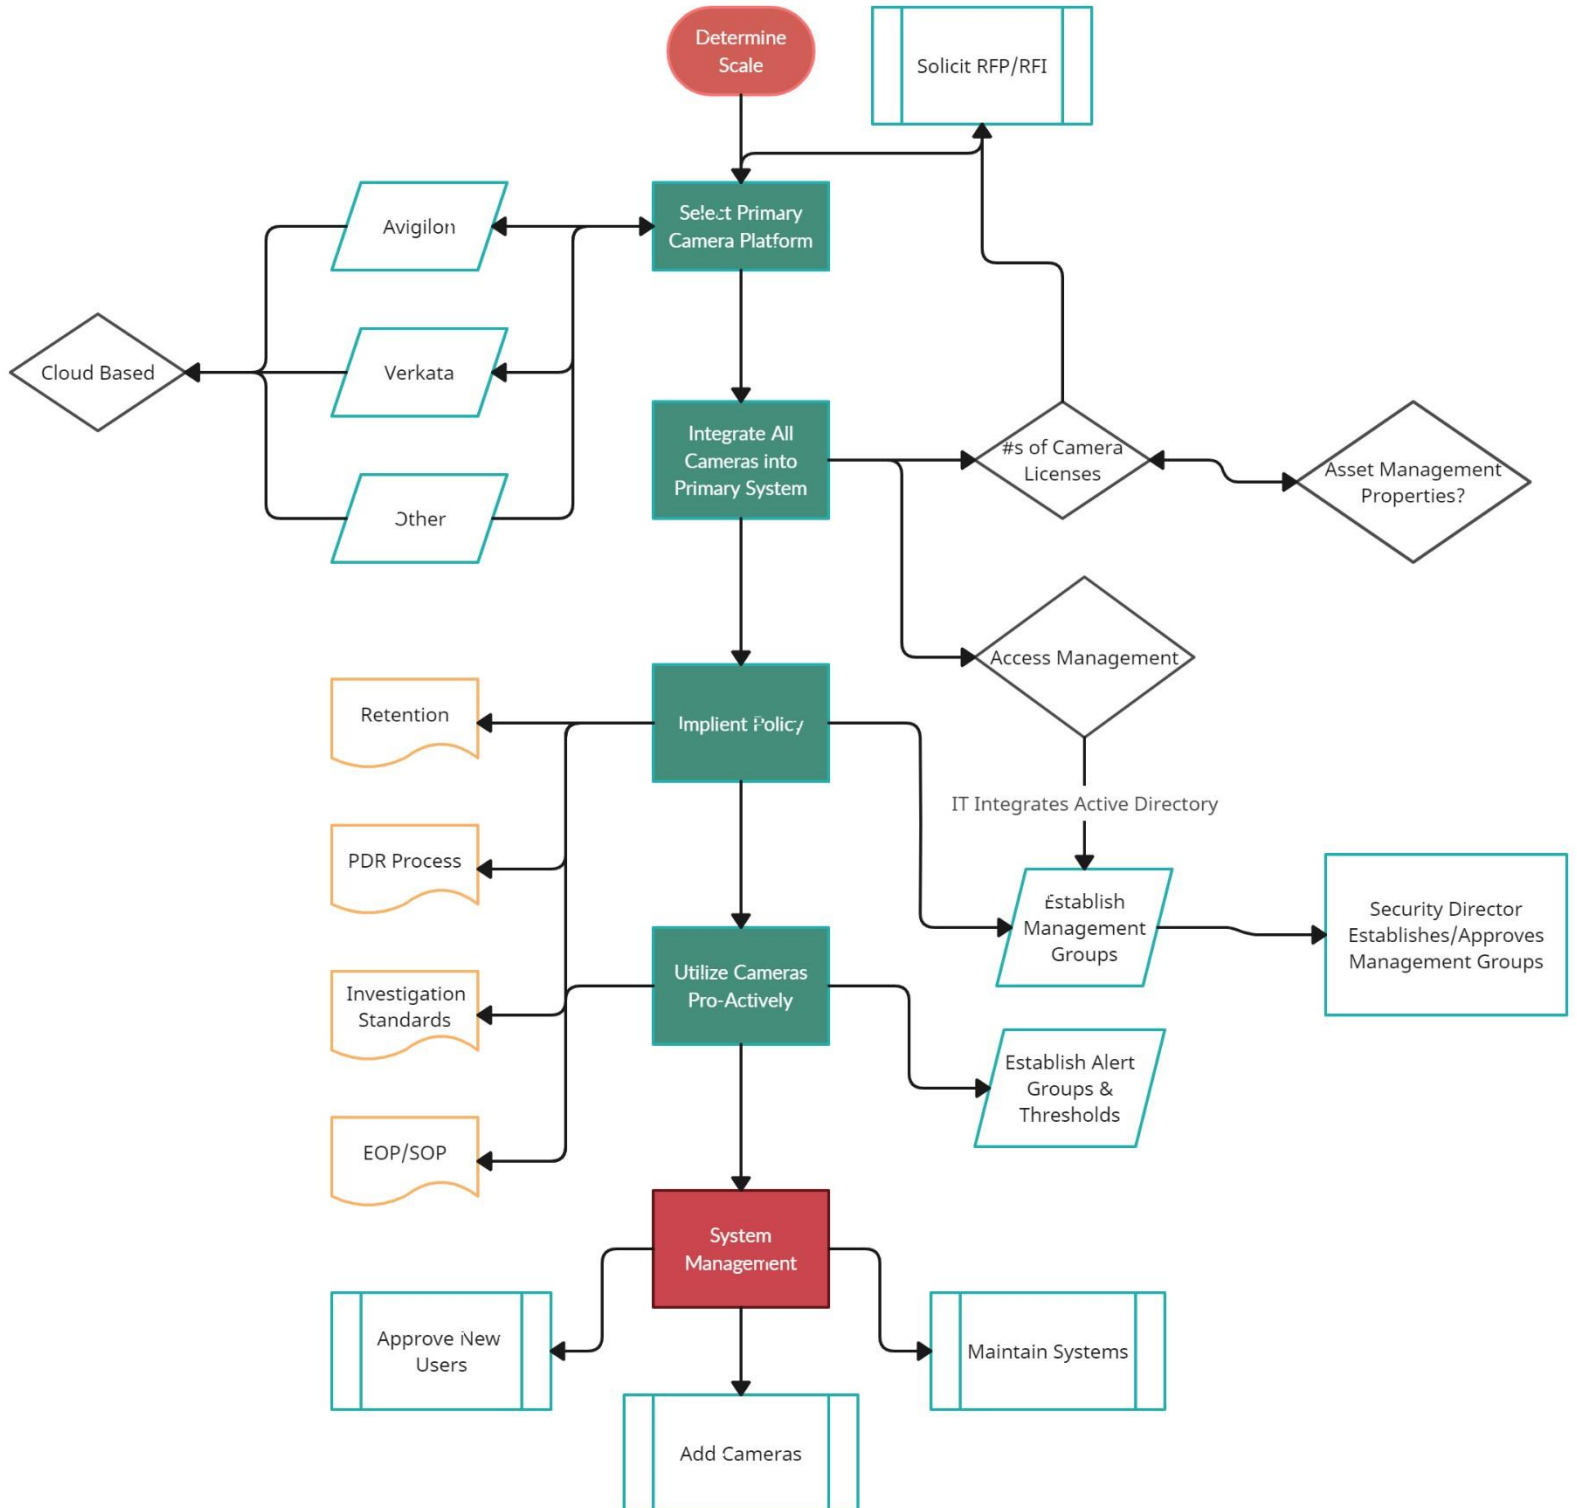 Determine
Scale
Solicit RFP/RFI
Avigilon
Select Primary
Camera Platform
Cloud Based
Verkata
Integrate All
Cameras into
Primary System
#s of Camera
Licenses
Asset Management
Properties?
Other
Access Management
Retention
Implient Policy
IT Integrates Active Directory
PDR Process
Establish
Management
Groups
Security Director
Establishes/Approves
Management Groups
Utilize Cameras
Pro-Actively
Investigation
Standards
Establish Alert
Groups &
Thresholds
EOP/SOP
System
Management
Approve New
Users
Maintain Systems
Add Cameras